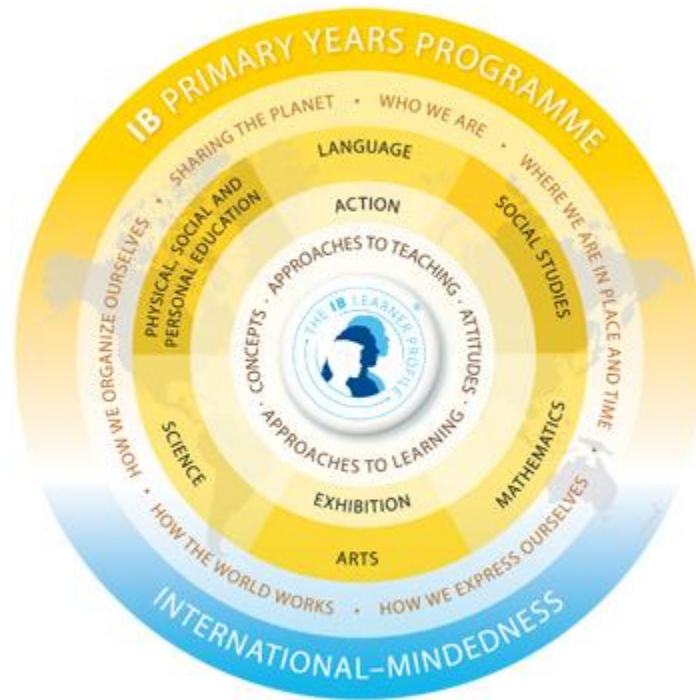 IB PRIMARY YEARS PROGRAMME
SHARING THE PLANET
•
WHO WE ARE
•
WHERE WE ARE IN PLACE AND TIME
•
HOW WE EXPRESS OURSELVES
•
HOW THE WORLD WORKS
•
HOW WE ORGANIZE OURSELVES
•
LANGUAGE
SOCIAL STUDIES
MATHEMATICS
ARTS
SCIENCE
PHYSICAL, SOCIAL AND
PERSONAL EDUCATION
ACTION
EXHIBITION
APPROACHES TO TEACHING
·
ATTITUDES
·
APPROACHES TO LEARNING
·
CONCEPTS
·
THE IB LEARNER PROFILE
®
INTERNATIONAL–MINDEDNESS